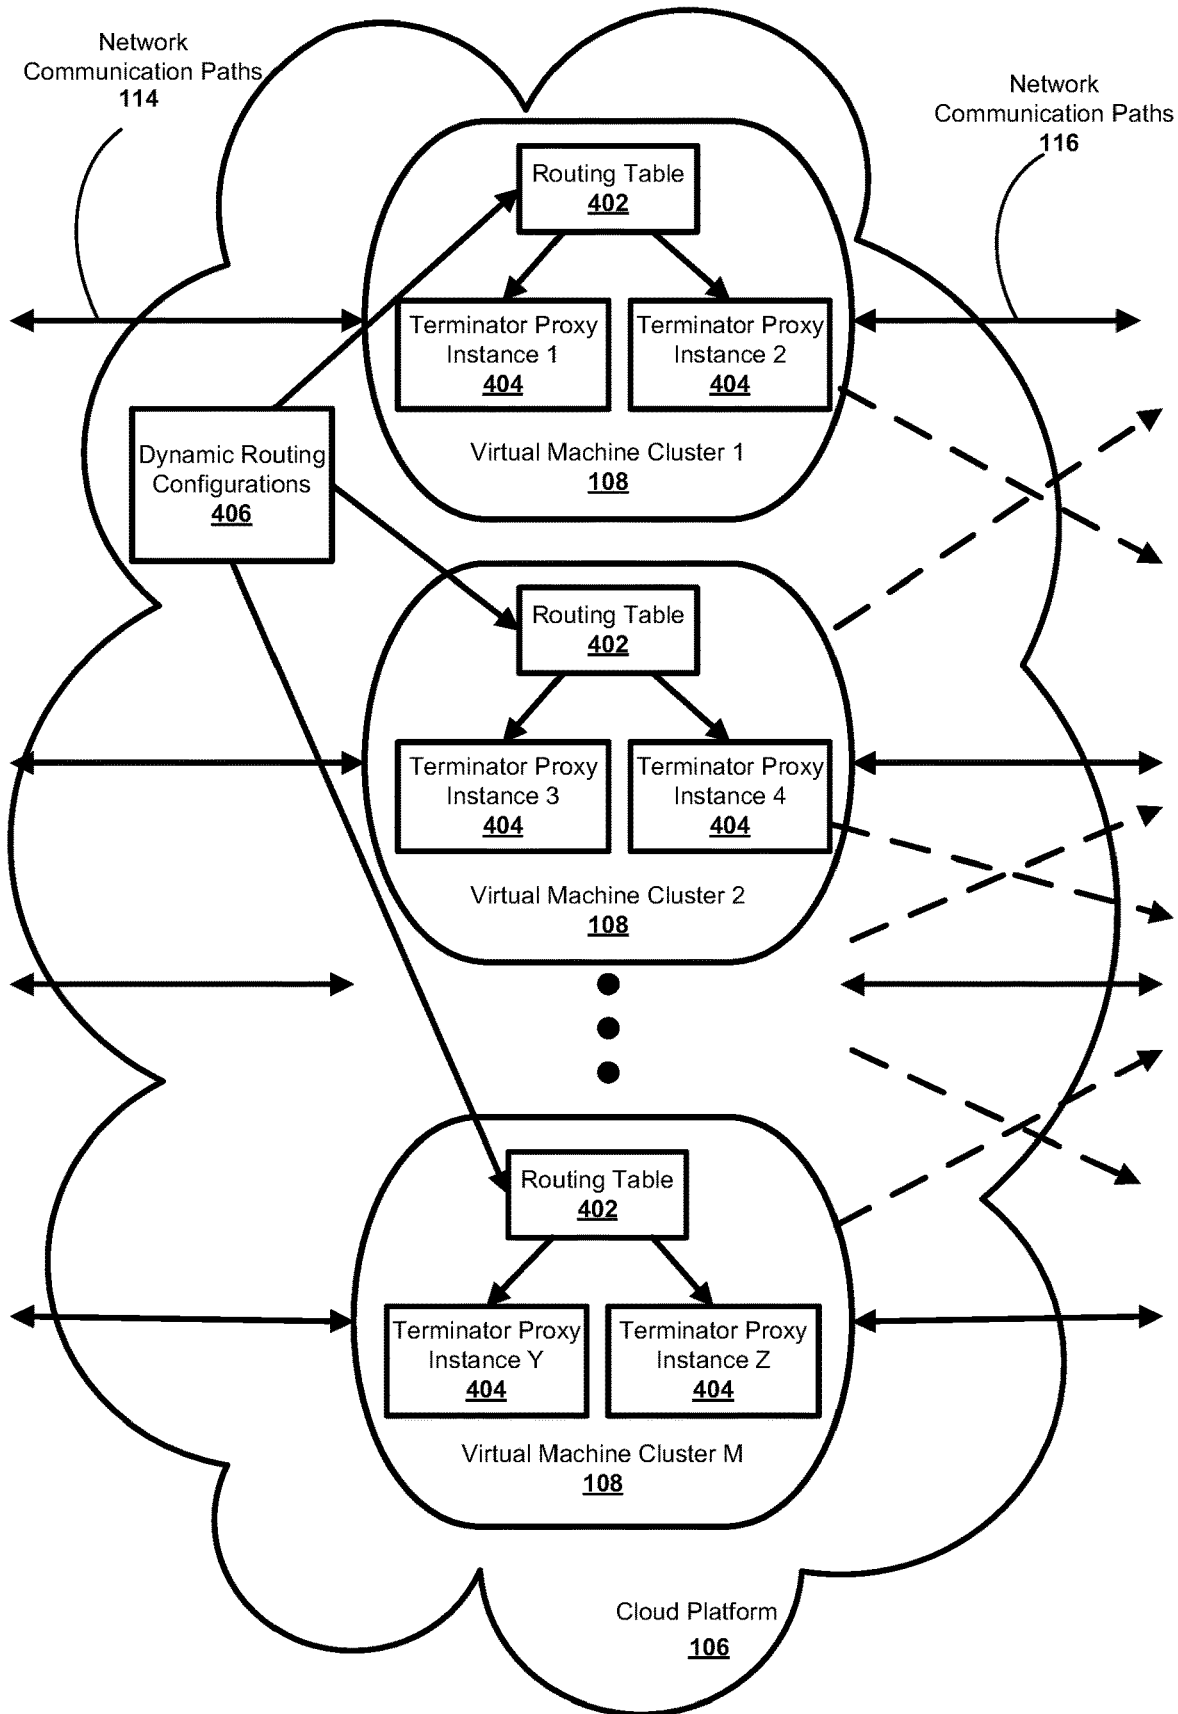 Network
Communication Paths
114
Network
Communication Paths
116
Routing Table
402
Terminator Proxy
Instance 1
404
Terminator Proxy
Instance 2
404
Virtual Machine Cluster 1
108
Dynamic Routing
Configurations
406
Routing Table
402
Terminator Proxy
Instance 3
404
Terminator Proxy
Instance 4
404
Virtual Machine Cluster 2
108
Routing Table
402
Terminator Proxy
Instance Y
404
Terminator Proxy
Instance Z
404
Virtual Machine Cluster M
108
Cloud Platform
106